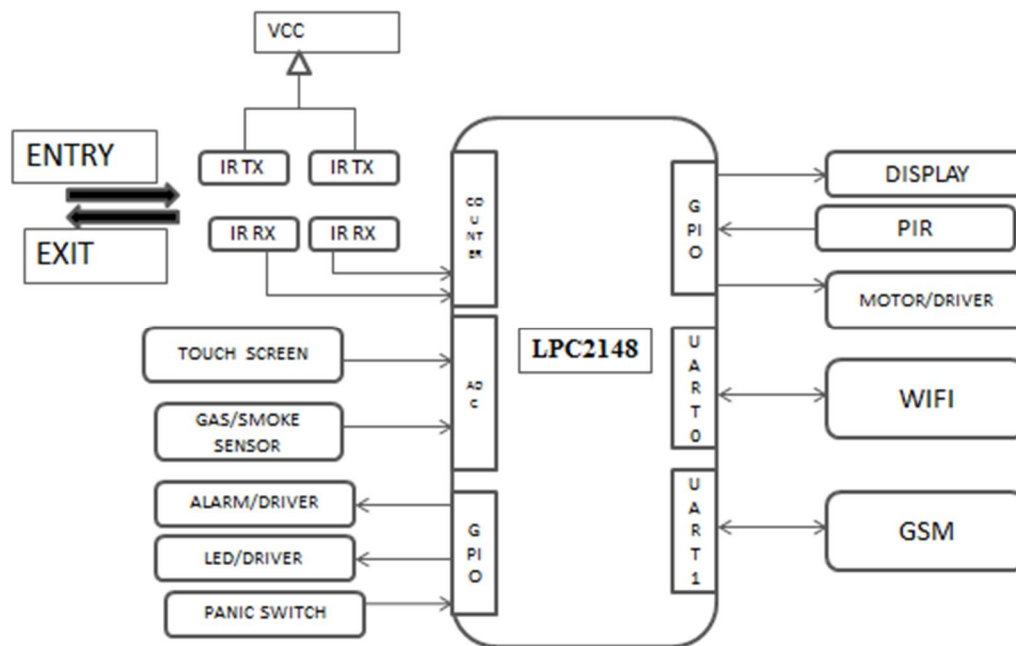 VCC
ENTRY
IR TX
IR TX
EXIT
IR RX
IR RX
CO
U
NT
ER
G
PI
O
DISPLAY
PIR
MOTOR/DRIVER
TOUCH SCREEN
GAS/SMOKE
SENSOR
AD
C
LPC2148
U
A
R
T
0
WIFI
ALARM/DRIVER
LED/DRIVER
PANIC SWITCH
G
PI
O
U
A
R
T
1
GSM